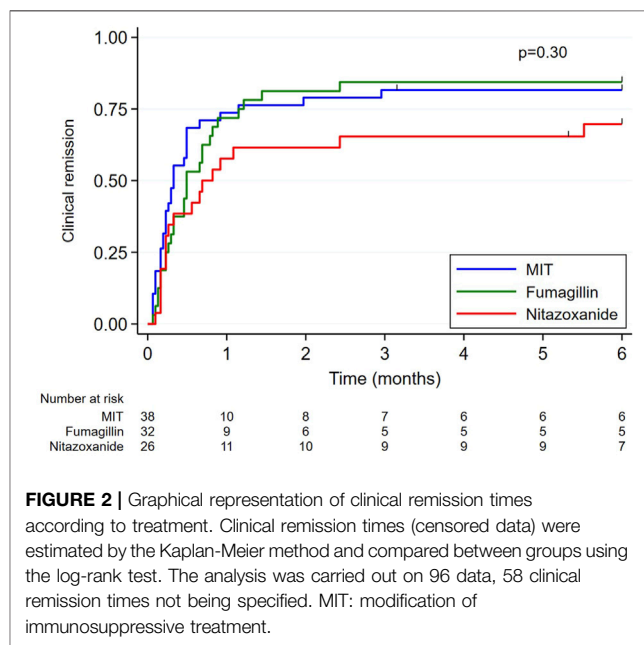 1.00
0.75
0.50
0.25
0.00
Clinical remission
p=0.30
MIT
Fumagillin
Nitazoxanide
0 1 2 3 4 5 6
Time (months)
Number at risk
MIT 38 10 8 7 6 6 6
Fumagillin 32 9 6 5 5 5 5
Nitazoxanide 26 11 10 9 9 9 7
FIGURE 2 | Graphical representation of clinical remission times
according to treatment. Clinical remission times (censored data) were
estimated by the Kaplan-Meier method and compared between groups using
the log-rank test. The analysis was carried out on 96 data, 58 clinical
remission times not being specified. MIT: modification of
immunosuppressive treatment.